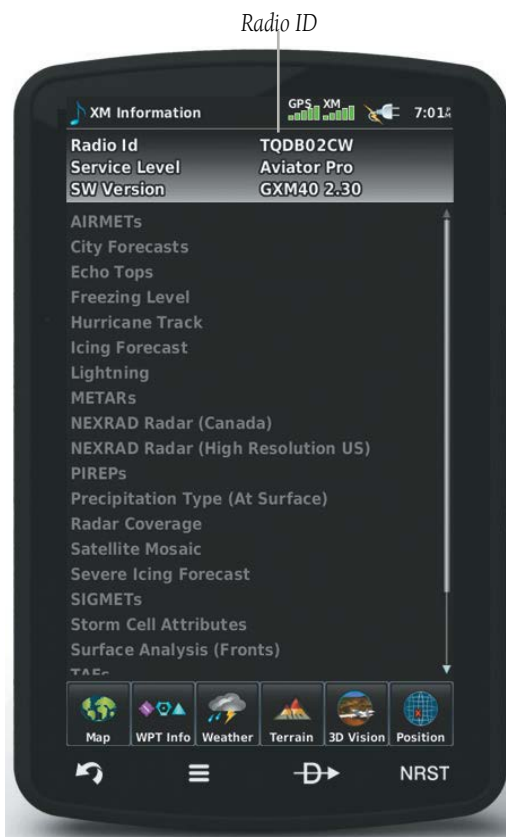 Radio ID
XM Information GPS XM 7:01
Radio Id TQDB02CW
Service Level Aviator Pro
SW Version GXM40 2.30
AIRMETs
City Forecasts
Echo Tops
Freezing Level
Hurricane Track
Icing Forecast
Lightning
METARs
NEXRAD Radar (Canada)
NEXRAD Radar (High Resolution US)
PIREPs
Precipitation Type (At Surface)
Radar Coverage
Satellite Mosaic
Severe Icing Forecast
SIGMETs
Storm Cell Attributes
Surface Analysis (Fronts)
TAFs
Map WPT Info Weather Terrain 3D Vision Position
NRST